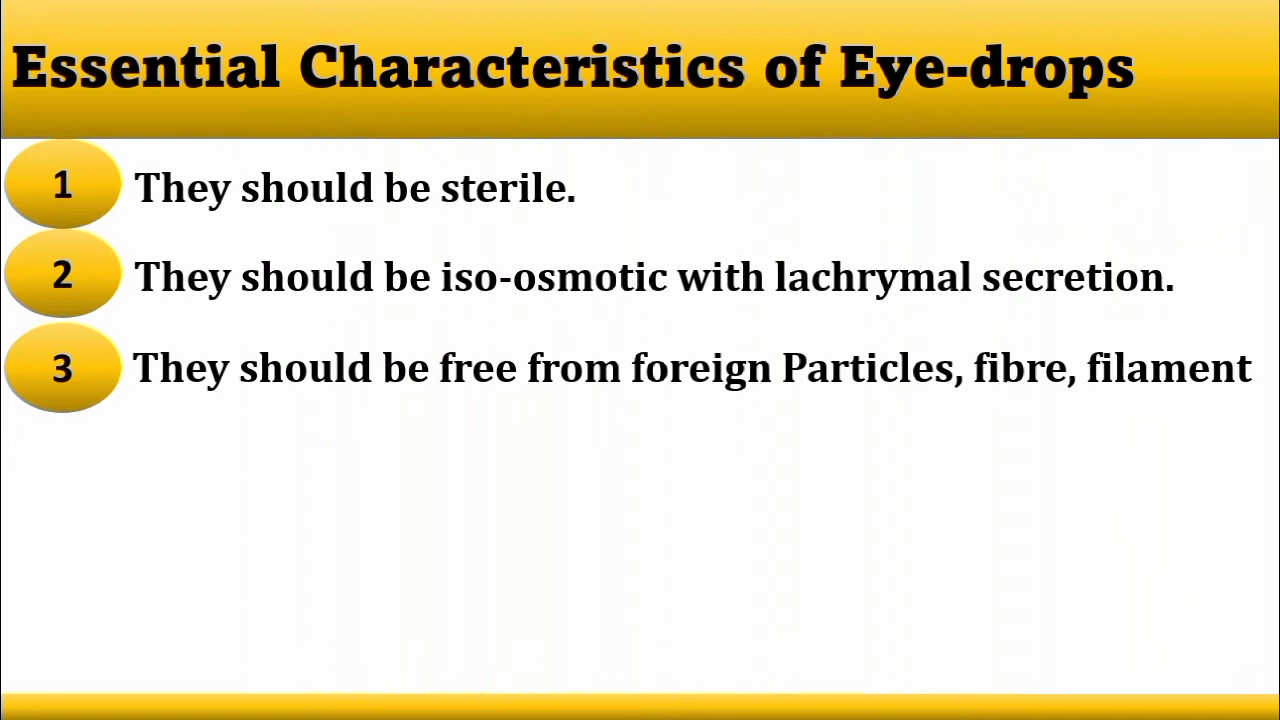 Essential Characteristics of Eye-drops
1 They should be sterile.
2 They should be iso-osmotic with lachrymal secretion.
3 They should be free from foreign Particles, fibre, filament